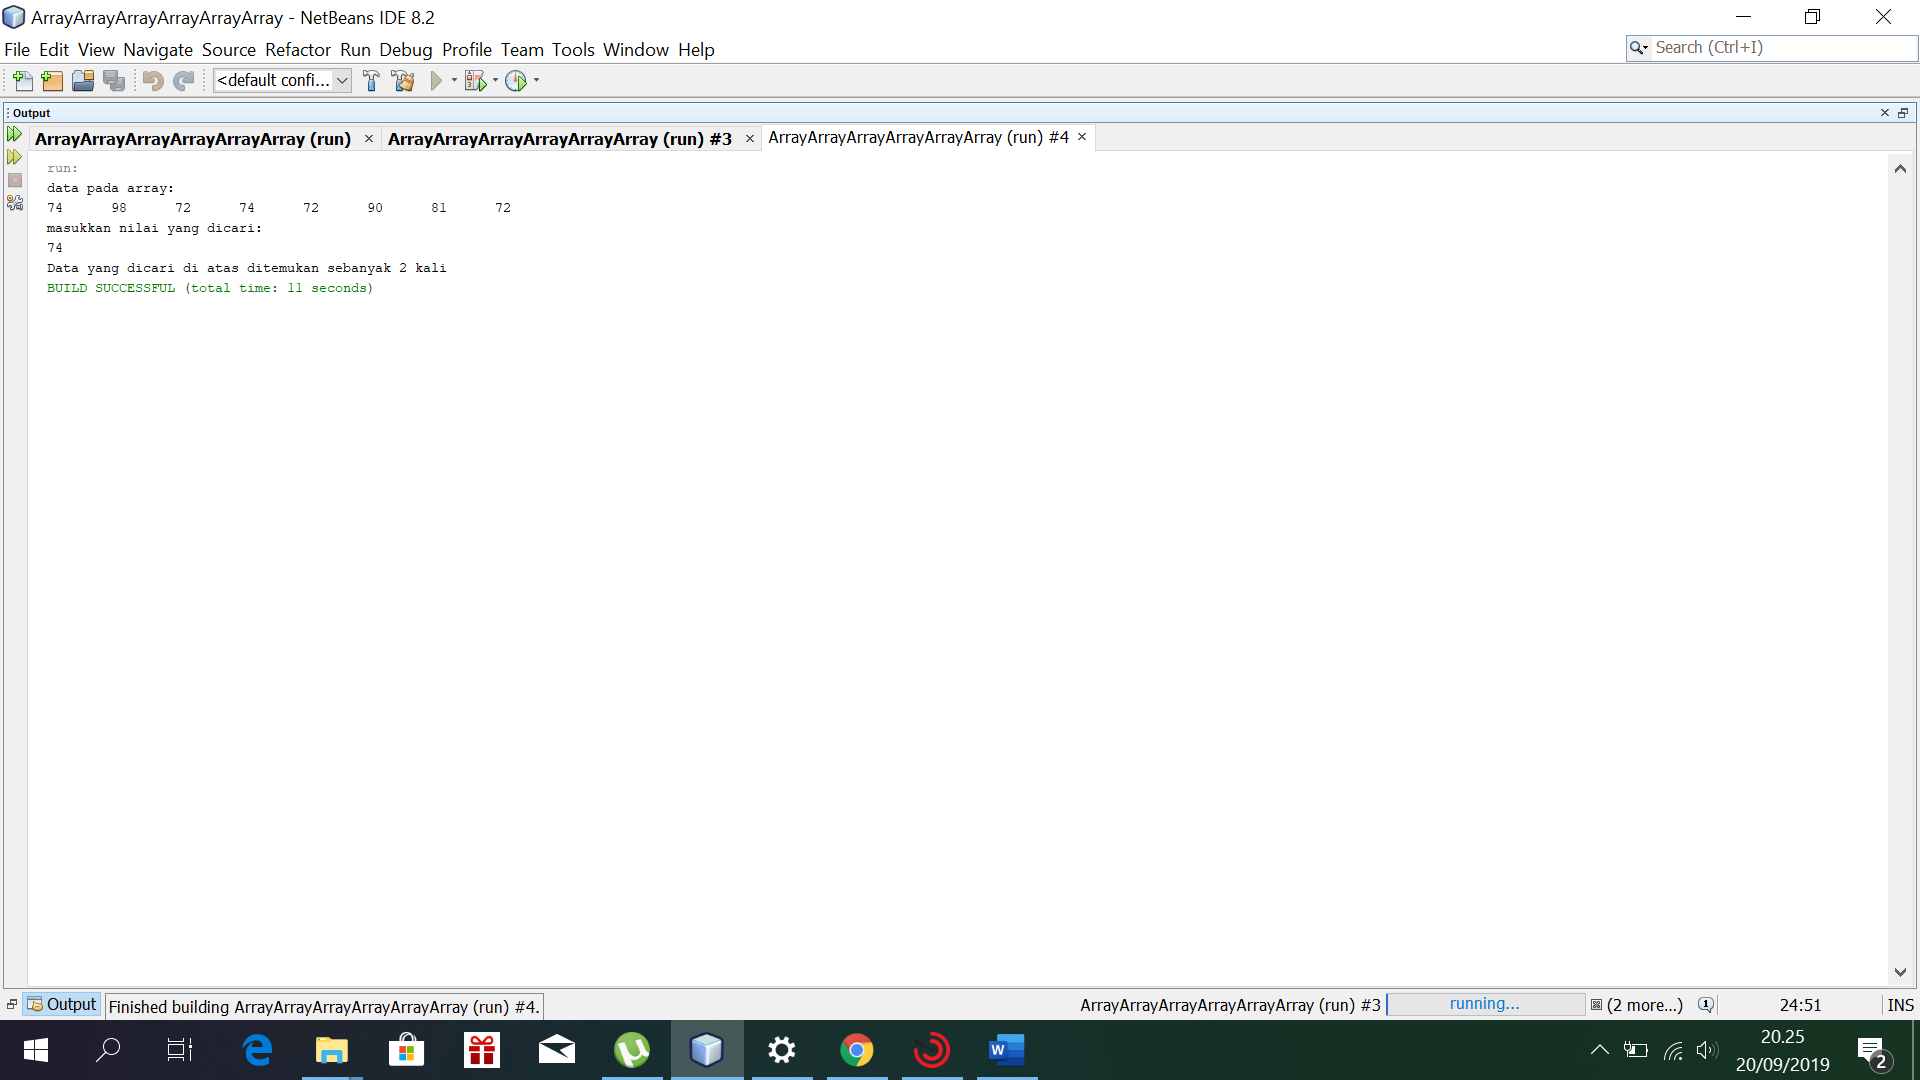 ArrayArrayArrayArrayArrayArray - NetBeans IDE 8.2
File Edit View Navigate Source Refactor Run Debug Profile Team Tools Window Help
Search (Ctrl+I)
<default confi...
Output
ArrayArrayArrayArrayArrayArray (run) ArrayArrayArrayArrayArrayArray (run) #3 ArrayArrayArrayArrayArrayArray (run) #4
run:
data pada array:
74 98 72 74 72 90 81 72
masukkan nilai yang dicari:
74
Data yang dicari di atas ditemukan sebanyak 2 kali
BUILD SUCCESSFUL (total time: 11 seconds)
Output Finished building ArrayArrayArrayArrayArrayArray (run) #4. ArrayArrayArrayArrayArrayArray (run) #3 running... (2 more...) 24:51 INS
20.25
20/09/2019
2